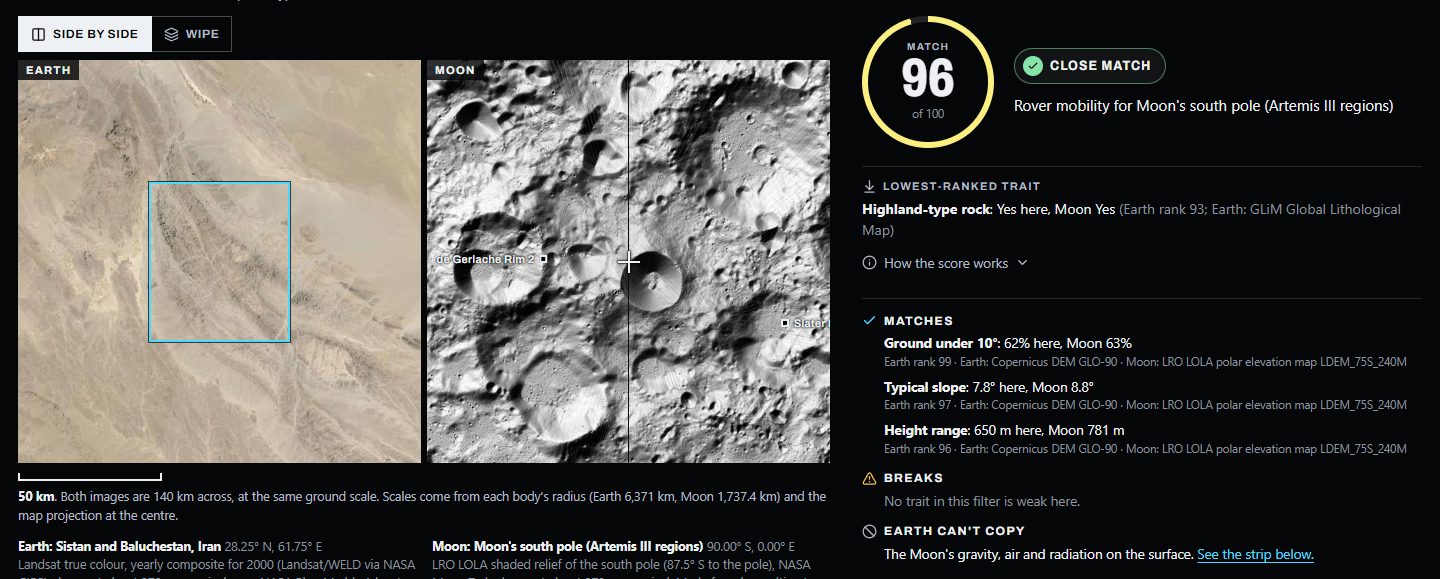 SIDE BY SIDE
WIPE
EARTH
MOON
de Gerlache Rim 2
Slater
MATCH
96
of 100
CLOSE MATCH
Rover mobility for Moon's south pole (Artemis III regions)
LOWEST-RANKED TRAIT
Highland-type rock: Yes here, Moon Yes (Earth rank 93; Earth: GLiM Global Lithological
Map)
How the score works
MATCHES
Ground under 10°: 62% here, Moon 63%
Earth rank 99 · Earth: Copernicus DEM GLO-90 · Moon: LRO LOLA polar elevation map LDEM_75S_240M
Typical slope: 7.8° here, Moon 8.8°
Earth rank 97 · Earth: Copernicus DEM GLO-90 · Moon: LRO LOLA polar elevation map LDEM_75S_240M
Height range: 650 m here, Moon 781 m
Earth rank 96 · Earth: Copernicus DEM GLO-90 · Moon: LRO LOLA polar elevation map LDEM_75S_240M
BREAKS
No trait in this filter is weak here.
EARTH CAN'T COPY
The Moon's gravity, air and radiation on the surface. See the strip below.
50 km. Both images are 140 km across, at the same ground scale. Scales come from each body's radius (Earth 6,371 km, Moon 1,737.4 km) and the
map projection at the centre.
Earth: Sistan and Baluchestan, Iran 28.25° N, 61.75° E
Landsat true colour, yearly composite for 2000 (Landsat/WELD via NASA
Moon: Moon's south pole (Artemis III regions) 90.00° S, 0.00° E
LRO LOLA shaded relief of the south pole (87.5° S to the pole), NASA